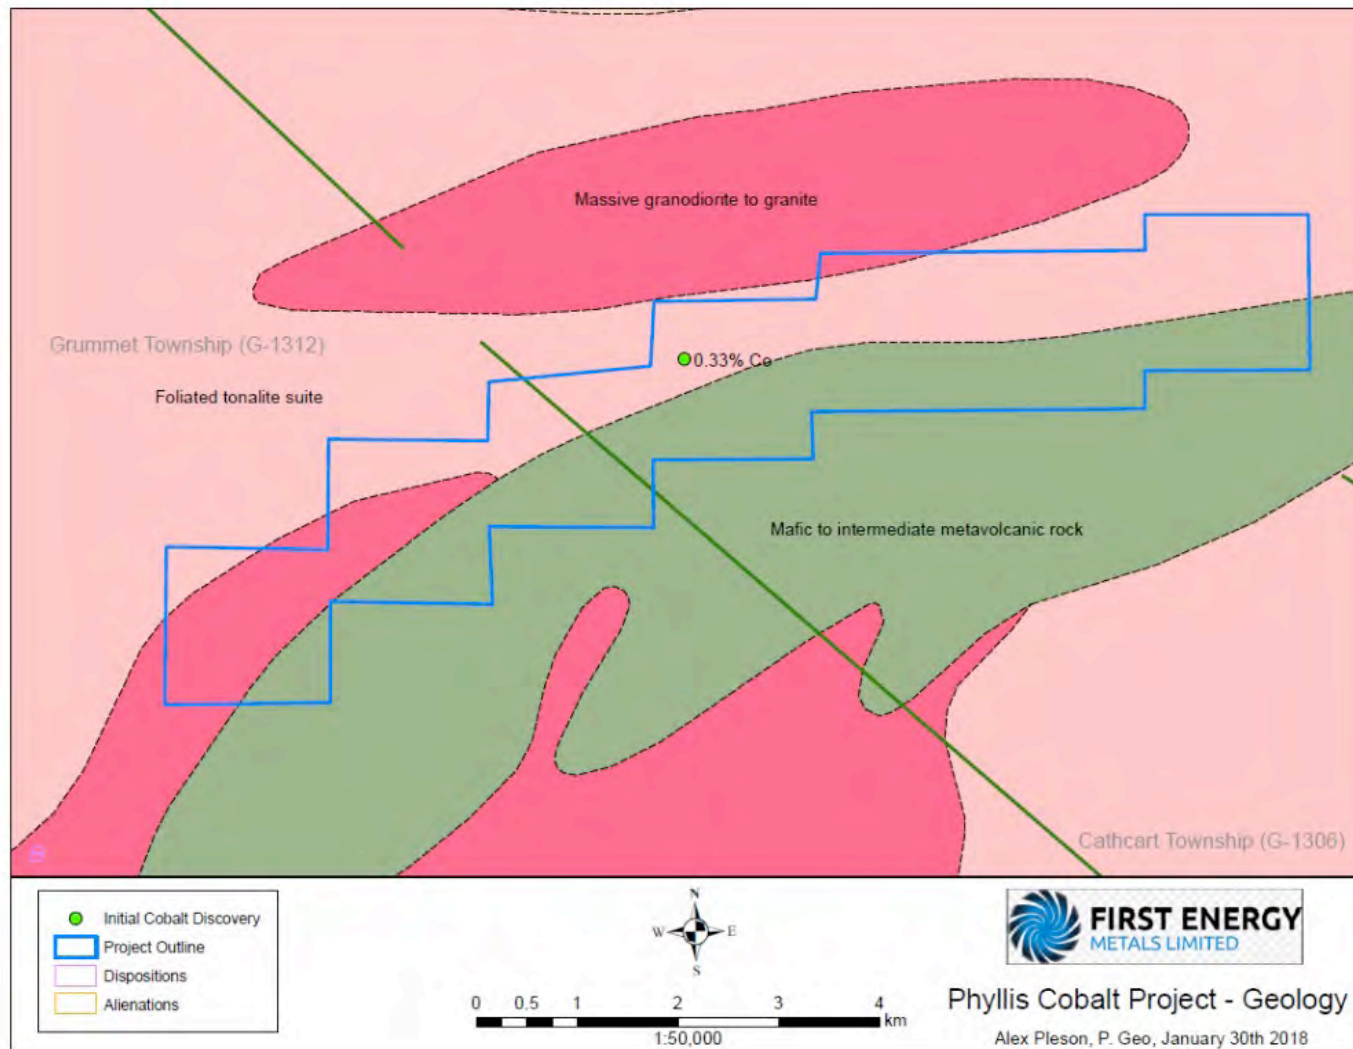 Massive granodiorite to granite
Grummet Township (G-1312)
0.33% Co
Foliated tonalite suite
Mafic to intermediate metavolcanic rock
Cathcart Township (G-1306)
Initial Cobalt Discovery
Project Outline
Dispositions
Alienations
N
W E
S
0 0.5 1 2 3 4
km
1:50,000
FIRST ENERGY
METALS LIMITED
Phyllis Cobalt Project - Geology
Alex Pleson, P. Geo, January 30th 2018